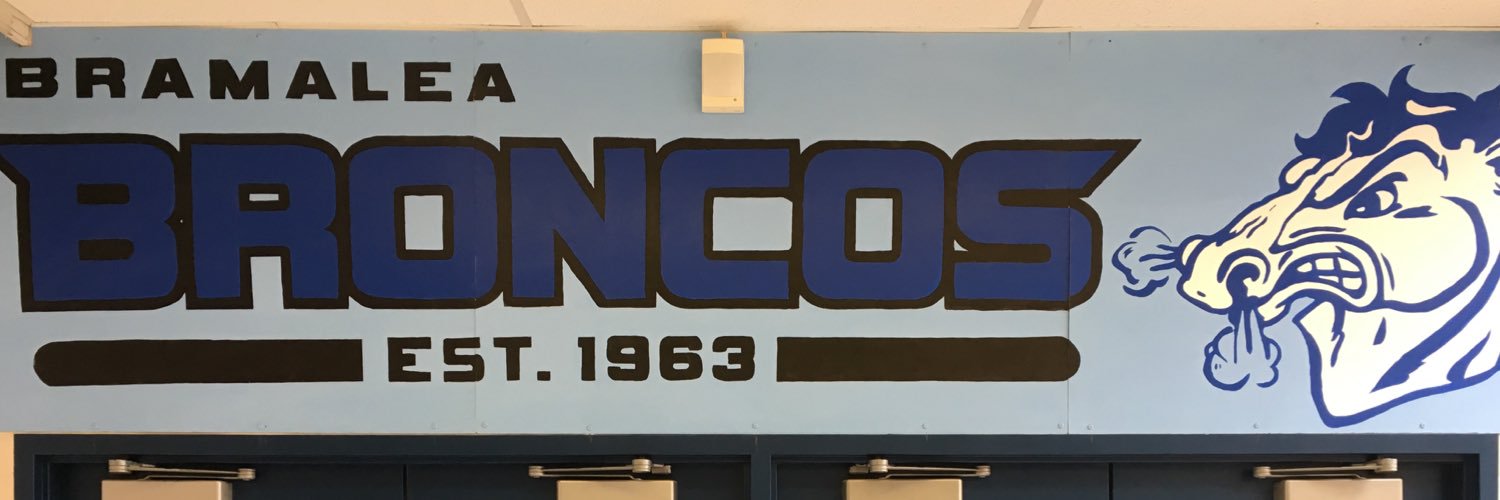 BRAMALEA
BRONCOS
EST. 1963